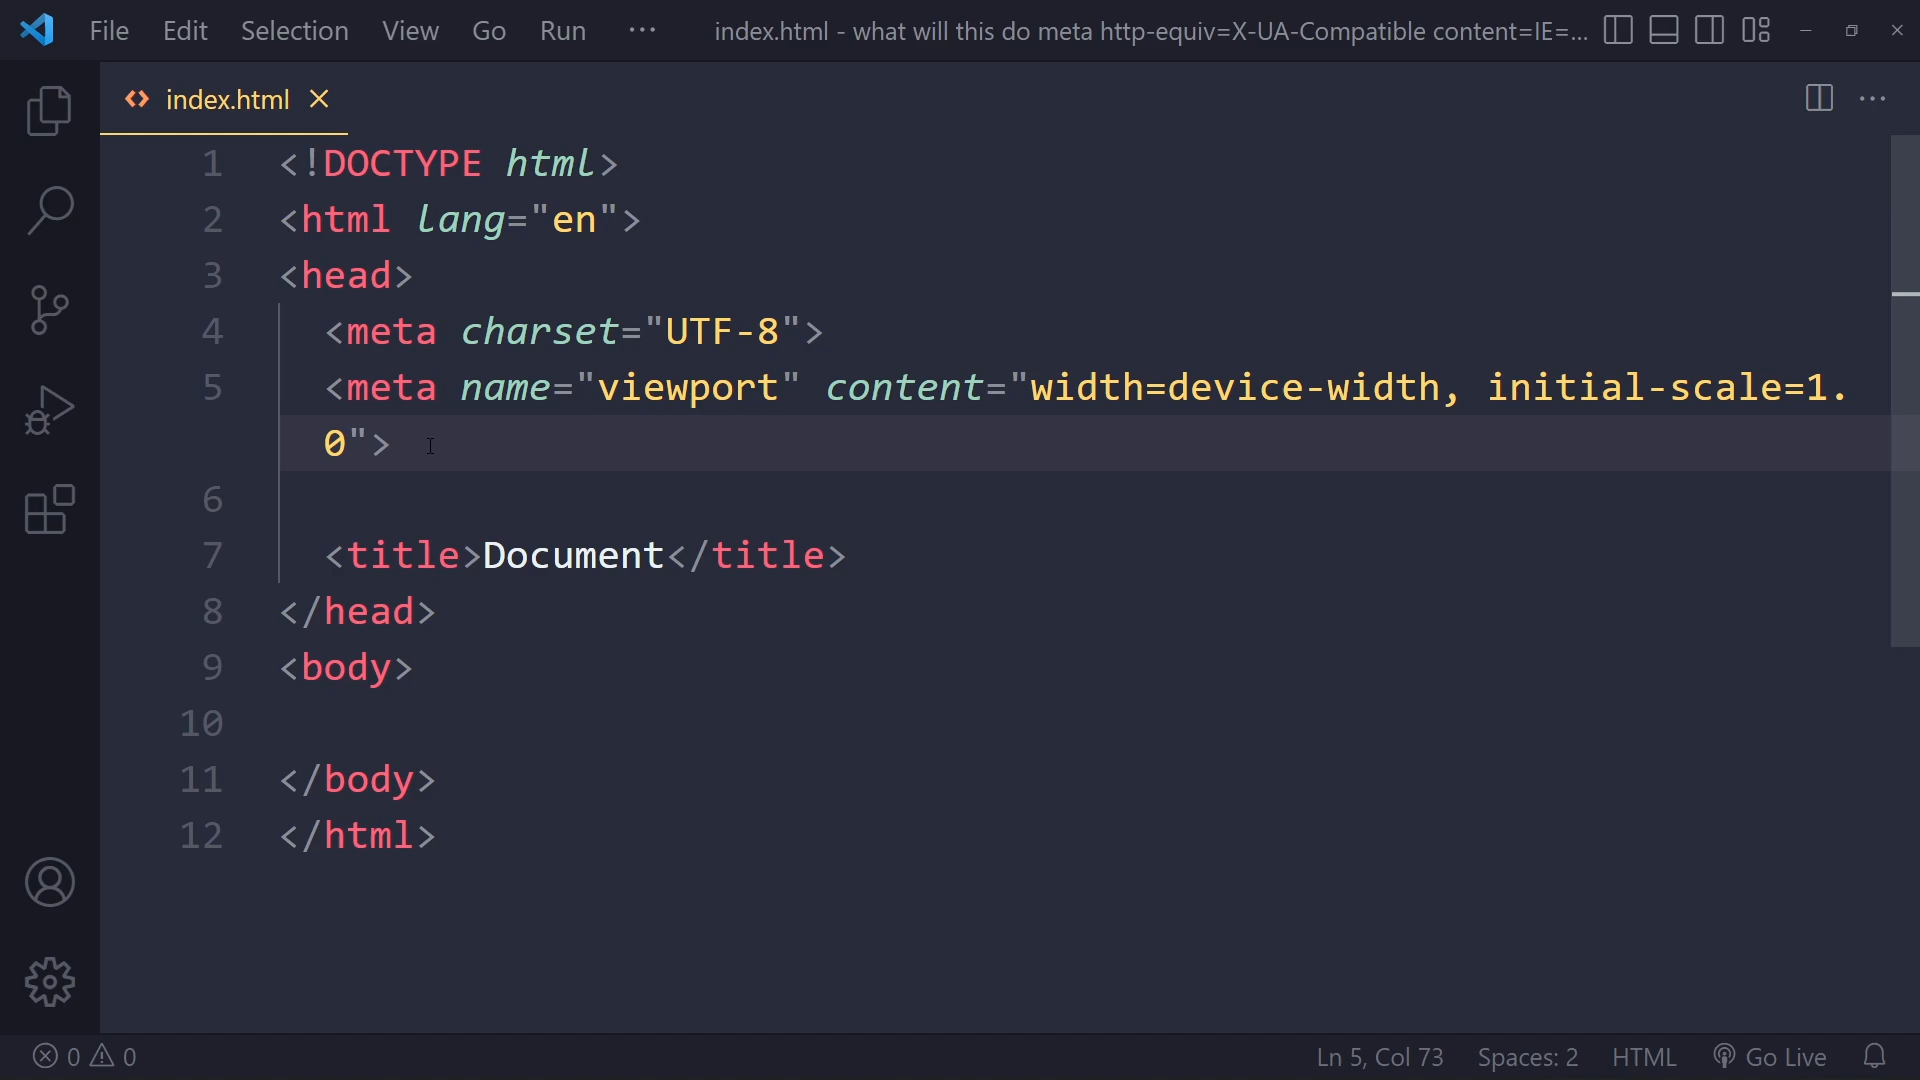 File Edit Selection View Go Run ··· index.html - what will this do meta http-equiv=X-UA-Compatible content=IE=...
index.html
1 <!DOCTYPE html>
2 <html lang="en">
3 <head>
4 <meta charset="UTF-8">
5 <meta name="viewport" content="width=device-width, initial-scale=1.
0">
6
7 <title>Document</title>
8 </head>
9 <body>
10
11 </body>
12 </html>
0 0 Ln 5, Col 73 Spaces: 2 HTML Go Live